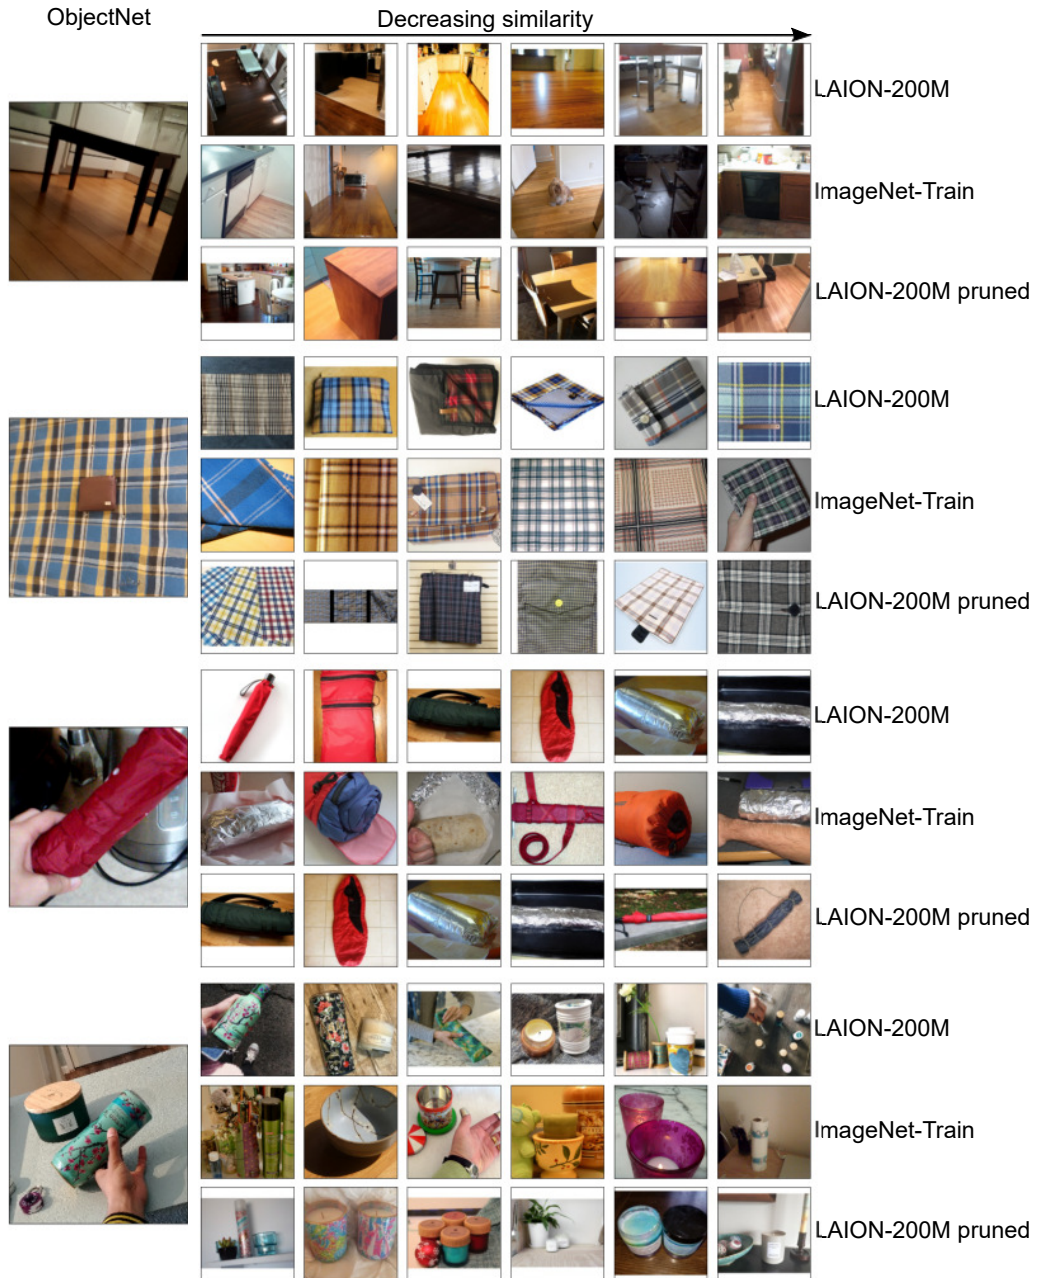 ObjectNet
Decreasing similarity
LAION-200M
ImageNet-Train
LAION-200M pruned
LAION-200M
ImageNet-Train
LAION-200M pruned
LAION-200M
ImageNet-Train
LAION-200M pruned
LAION-200M
ImageNet-Train
LAION-200M pruned